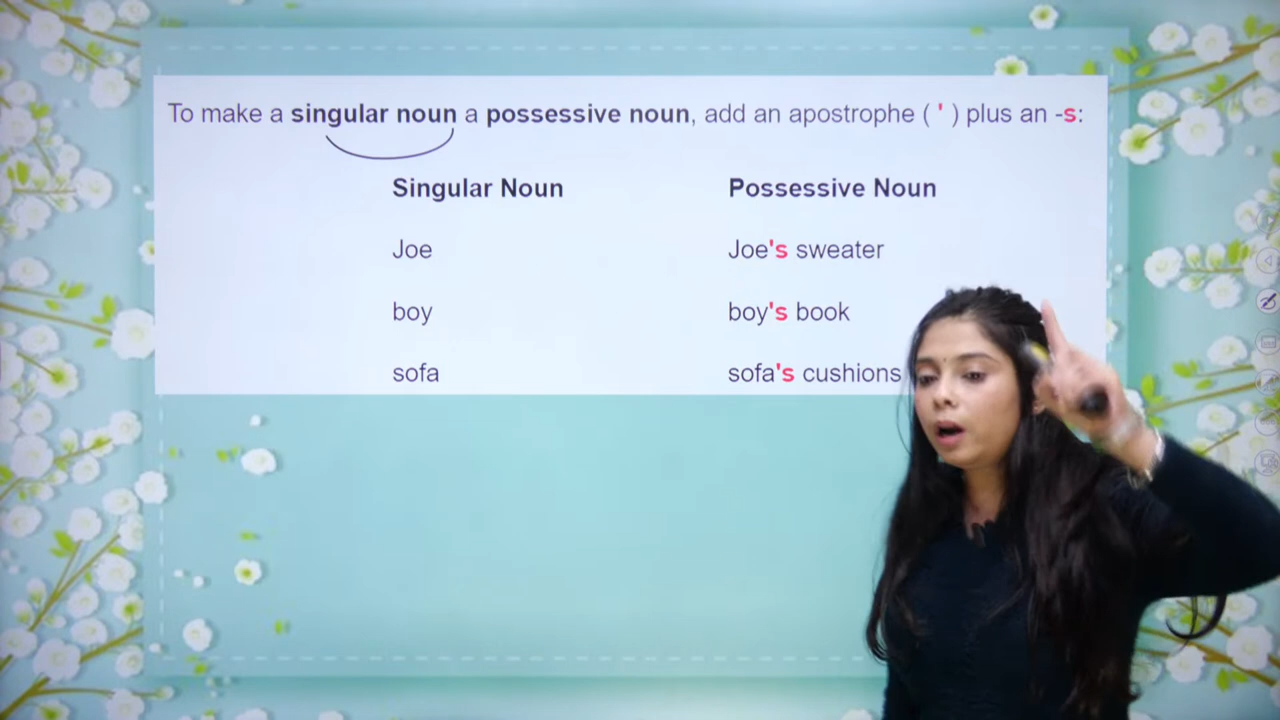 To make a singular noun a possessive noun, add an apostrophe ( ' ) plus an -s:
Singular Noun Possessive Noun
Joe Joe's sweater
boy boy's book
sofa sofa's cushions